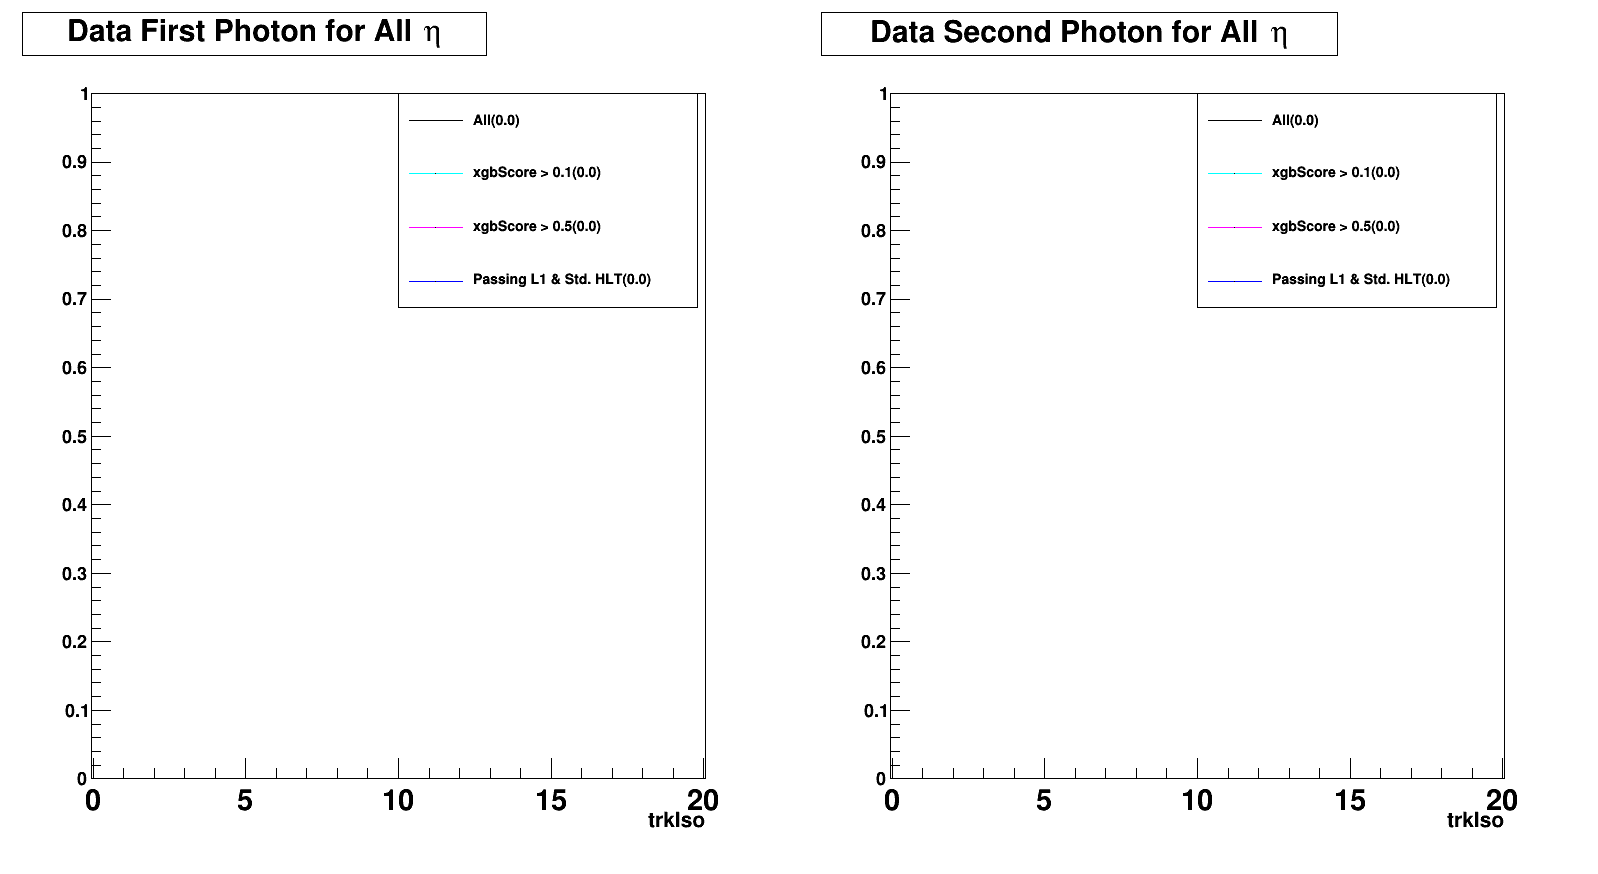 Data First Photon for All η
1
0.9
0.8
0.7
0.6
0.5
0.4
0.3
0.2
0.1
0
All(0.0)
xgbScore > 0.1(0.0)
xgbScore > 0.5(0.0)
Passing L1 & Std. HLT(0.0)
0 5 10 15 20
trkIso
Data Second Photon for All η
1
0.9
0.8
0.7
0.6
0.5
0.4
0.3
0.2
0.1
0
All(0.0)
xgbScore > 0.1(0.0)
xgbScore > 0.5(0.0)
Passing L1 & Std. HLT(0.0)
0 5 10 15 20
trkIso